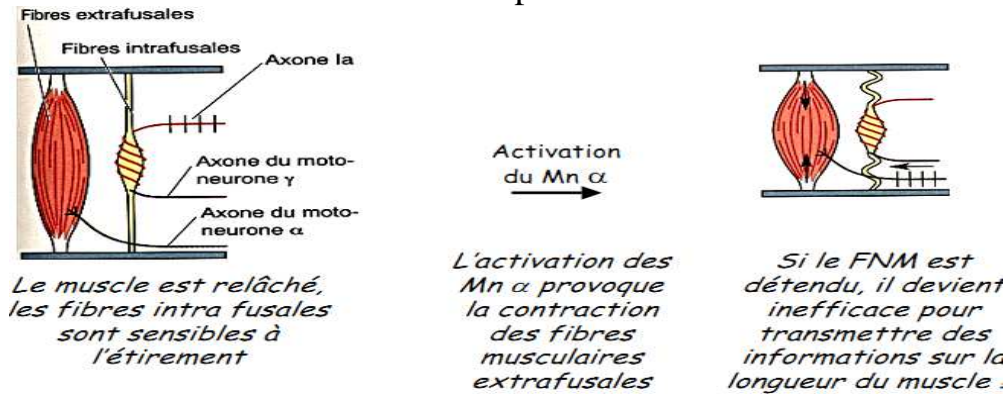 Fibres extrafusales
Fibres intrafusales
Axone Ia
Axone du moto-
neurone γ
Axone du moto-
neurone α
Le muscle est relâché,
les fibres intra fusales
sont sensibles à
l'étirement
Activation
du Mn α
L'activation des
Mn α provoque
la contraction
des fibres
musculaires
extrafusales
Si le FNM est
détendu, il devient
inefficace pour
transmettre des
informations sur la
longueur du muscle